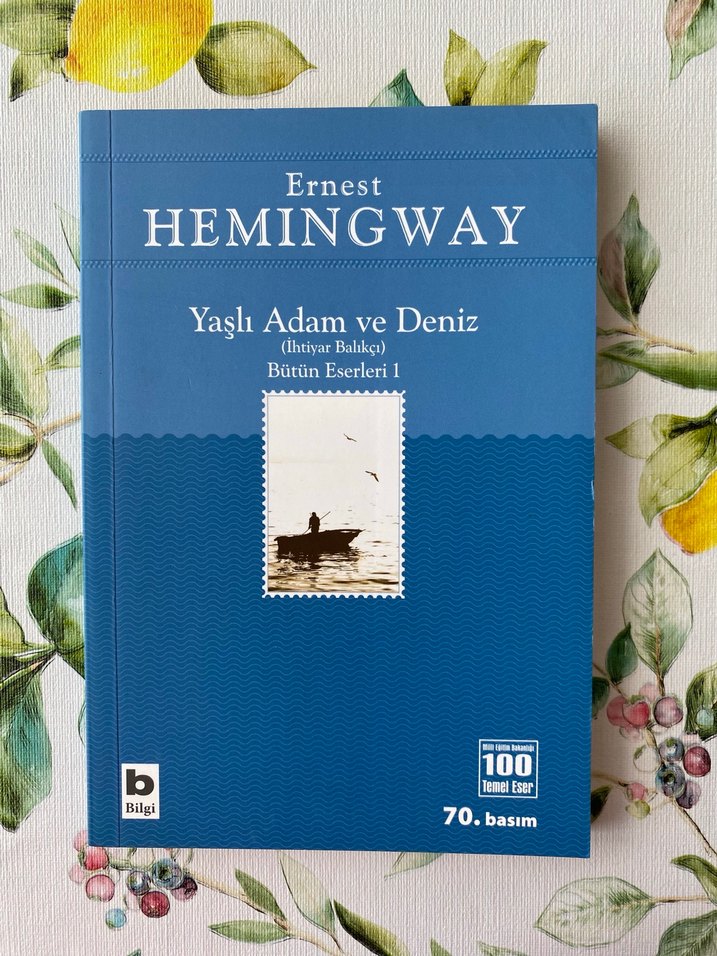 Ernest
HEMINGWAY
Yaşlı Adam ve Deniz
(İhtiyar Balıkçı)
Bütün Eserleri 1
Milli Eğitim Bakanlığı
100
Temel Eser
b
Bilgi
70. basım